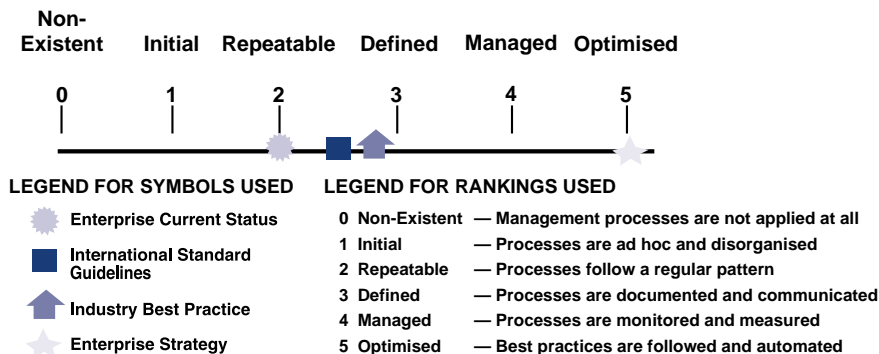 Non-
Existent Initial Repeatable Defined Managed Optimised
0 1 2 3 4 5
LEGEND FOR SYMBOLS USED
Enterprise Current Status
International Standard
Guidelines
Industry Best Practice
Enterprise Strategy
LEGEND FOR RANKINGS USED
0 Non-Existent — Management processes are not applied at all
1 Initial — Processes are ad hoc and disorganised
2 Repeatable — Processes follow a regular pattern
3 Defined — Processes are documented and communicated
4 Managed — Processes are monitored and measured
5 Optimised — Best practices are followed and automated